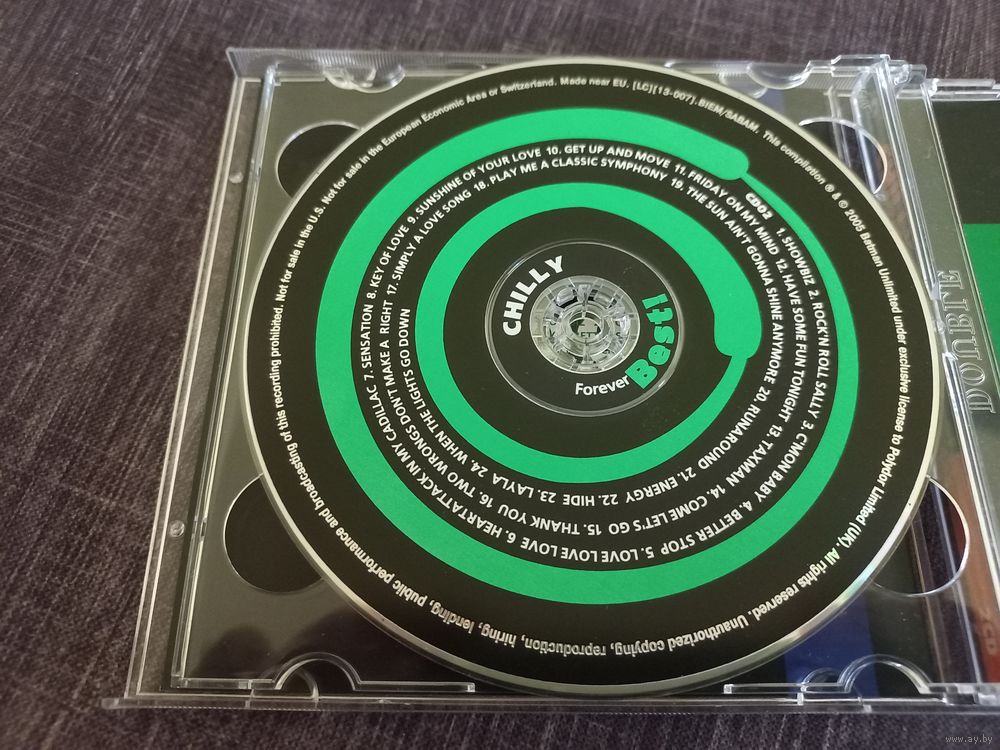 CHILLY
Forever Best!
CD02 1. SHOWBIZ 2. ROCK'N ROLL SALLY 3. C'MON BABY 4. BETTER STOP 5. LOVE LOVE LOVE 6. HEARTATTACK IN MY CADILLAC 7. SENSATION 8. KEY OF LOVE 9. SUNSHINE OF YOUR LOVE 10. GET UP AND MOVE 11. FRIDAY ON MY MIND 12. HAVE SOME FUN TONIGHT 13. TAXMAN 14. COME LET'S GO 15. THANK YOU 16. TWO WRONGS DON'T MAKE A RIGHT 17. SIMPLY A LOVE SONG 18. PLAY ME A CLASSIC SYMPHONY 19. THE SUN AIN'T GONNA SHINE ANYMORE 20. RUNAROUND 21. ENERGY 22. HIDE 23. LAYLA 24. WHEN THE LIGHTS GO DOWN
This compilation ℗ & © 2005 Batman Unlimited under exclusive license to Polydor Limited (UK). All rights reserved. Unauthorized copying, reproduction, hiring, lending, public performance and broadcasting of this recording prohibited. Not for sale in the U.S. Not for sale in the European Economic Area or Switzerland. Made near EU. [LC][13-007]. BIEM/SABAM.
DOUBLE
www.ay.by